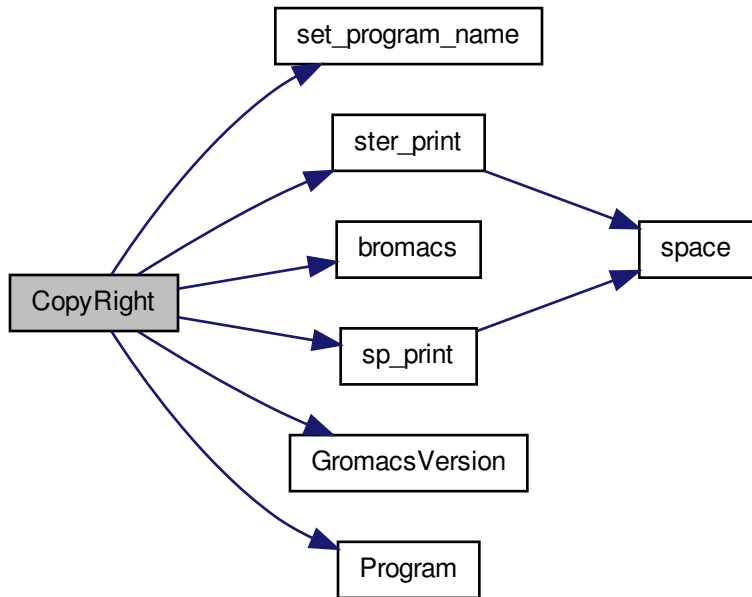 set_program_name
ster_print
bromacs
space
CopyRight
sp_print
GromacsVersion
Program